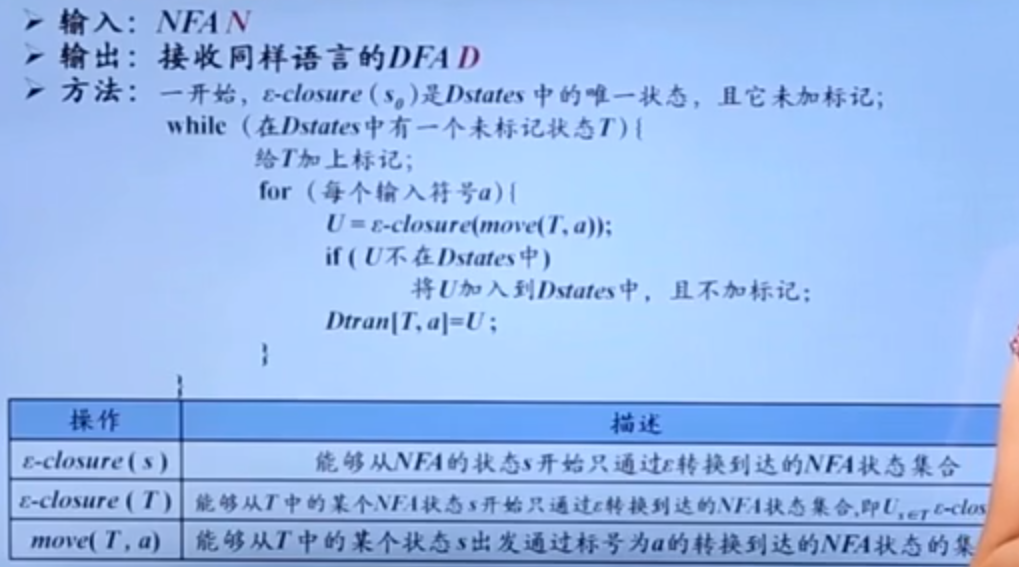 ➢ 输入：NFA N
➢ 输出：接收同样语言的DFA D
➢ 方法：一开始，ε-closure ( s₀ )是Dstates 中的唯一状态，且它未加标记；
while（在Dstates中有一个未标记状态T）{
给T加上标记；
for（每个输入符号a）{
U = ε-closure(move(T, a));
if ( U不在Dstates中)
将U加入到Dstates中，且不加标记；
Dtran[T, a]=U ;
}
}
操作 描述
ε-closure ( s ) 能够从NFA的状态s开始只通过ε转换到达的NFA状态集合
ε-closure ( T ) 能够从T中的某个NFA状态s开始只通过ε转换到达的NFA状态集合,即U s∈T ε-clos
move( T , a) 能够从T中的某个状态s出发通过标号为a的转换到达的NFA状态的集